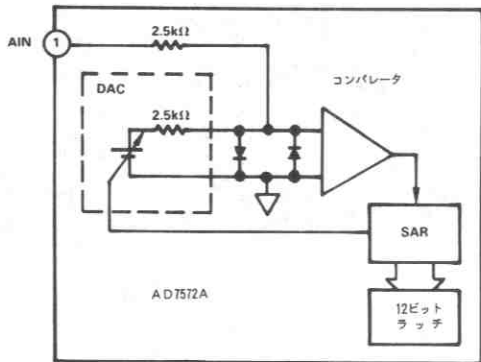 AIN
1
2.5kΩ
コンパレータ
DAC
2.5kΩ
SAR
AD7572A
12ビット
ラッチ